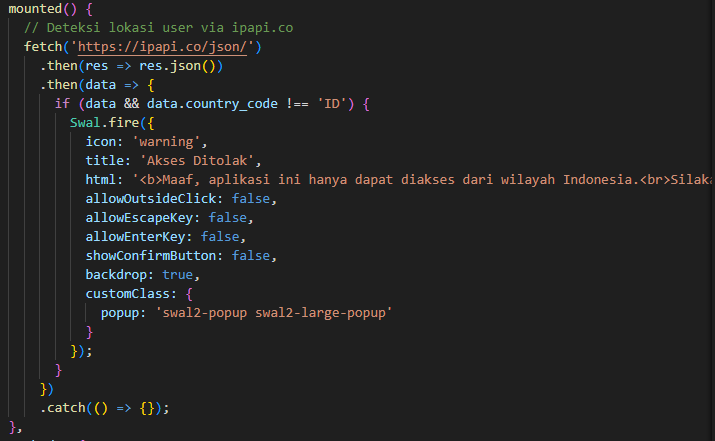 mounted() {
// Deteksi lokasi user via ipapi.co
fetch('https://ipapi.co/json/')
.then(res => res.json())
.then(data => {
if (data && data.country_code !== 'ID') {
Swal.fire({
icon: 'warning',
title: 'Akses Ditolak',
html: '<b>Maaf, aplikasi ini hanya dapat diakses dari wilayah Indonesia.<br>Silaka
allowOutsideClick: false,
allowEscapeKey: false,
allowEnterKey: false,
showConfirmButton: false,
backdrop: true,
customClass: {
popup: 'swal2-popup swal2-large-popup'
}
});
}
})
.catch(() => {});
},